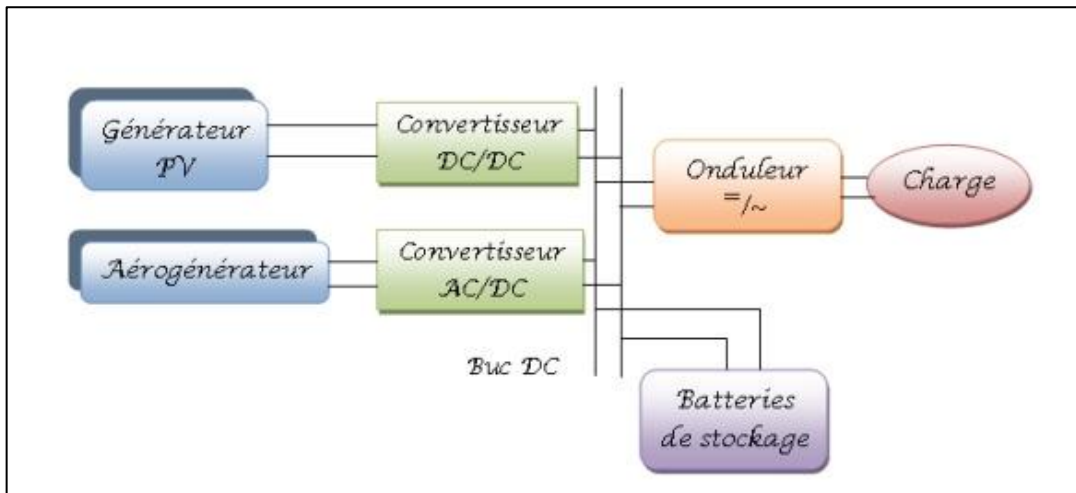 Générateur
PV
Convertisseur
DC/DC
Onduleur
=/~
Charge
Aérogénérateur
Convertisseur
AC/DC
Buc DC
Batteries
de stockage